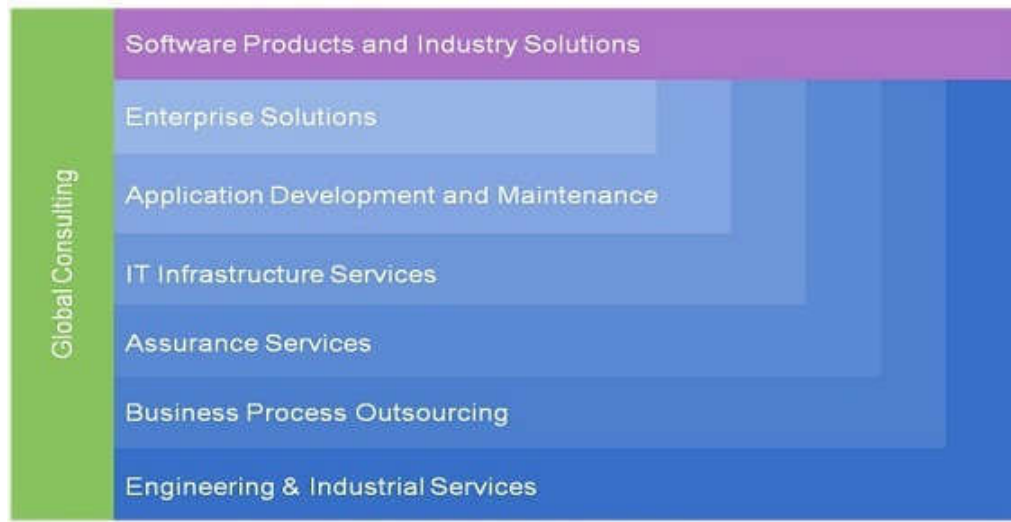 Global Consulting
Software Products and Industry Solutions
Enterprise Solutions
Application Development and Maintenance
IT Infrastructure Services
Assurance Services
Business Process Outsourcing
Engineering & Industrial Services